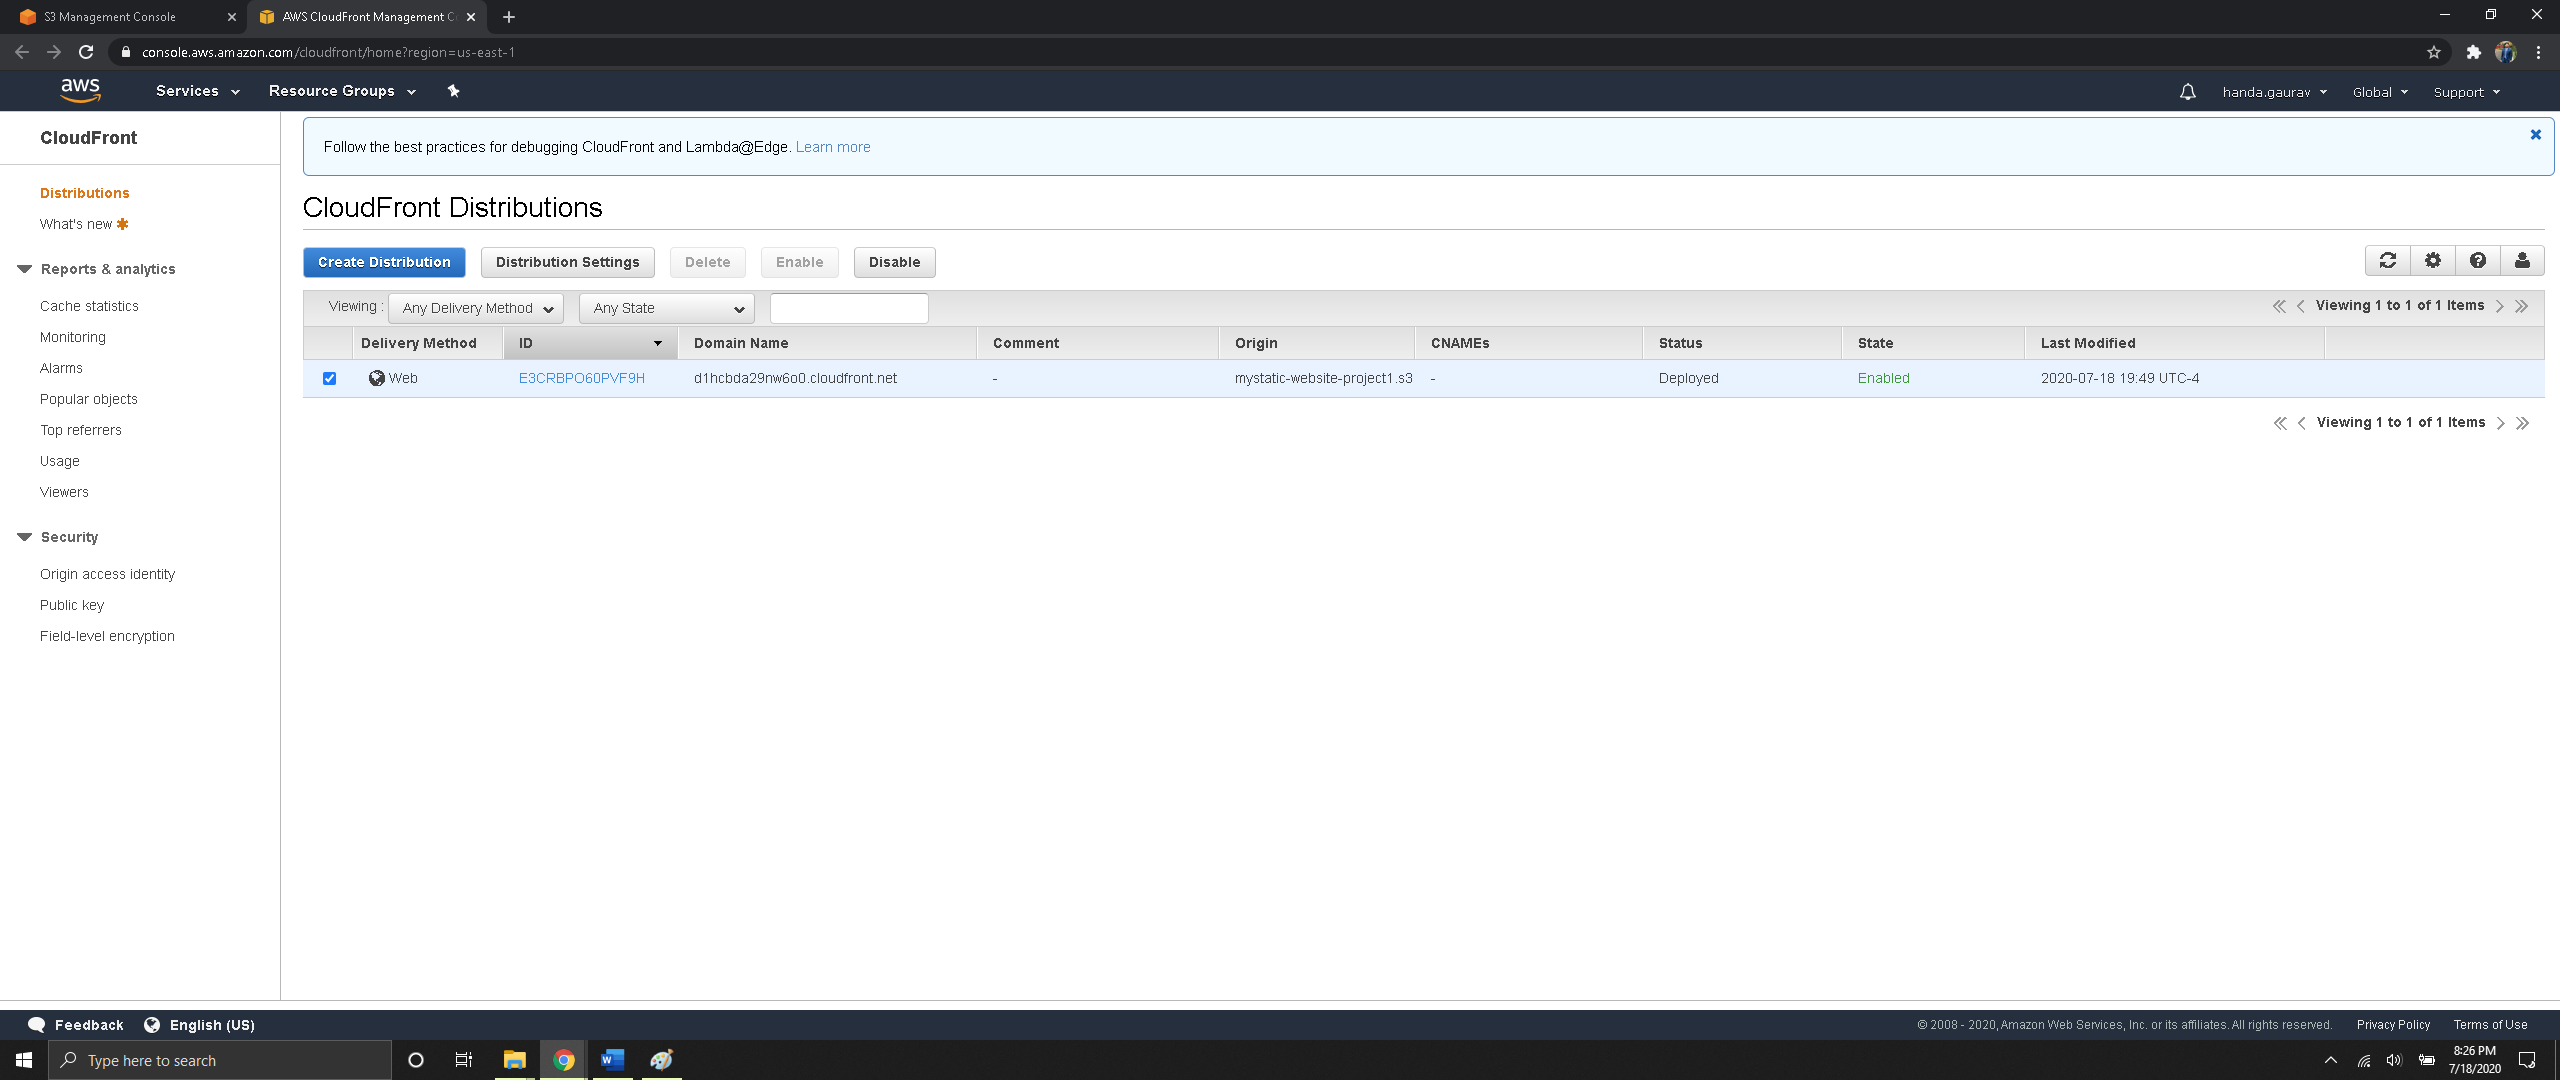 S3 Management Console
AWS CloudFront Management C
console.aws.amazon.com/cloudfront/home?region=us-east-1
aws
Services
Resource Groups
handa.gaurav
Global
Support
CloudFront
Distributions
What's new
Reports & analytics
Cache statistics
Monitoring
Alarms
Popular objects
Top referrers
Usage
Viewers
Security
Origin access identity
Public key
Field-level encryption
Follow the best practices for debugging CloudFront and Lambda@Edge. Learn more
CloudFront Distributions
Create Distribution Distribution Settings Delete Enable Disable
Viewing : Any Delivery Method Any State Viewing 1 to 1 of 1 Items
Delivery Method ID Domain Name Comment Origin CNAMEs Status State Last Modified
Web E3CRBPO60PVF9H d1hcbda29nw6o0.cloudfront.net - mystatic-website-project1.s3 - Deployed Enabled 2020-07-18 19:49 UTC-4
Viewing 1 to 1 of 1 Items
Feedback English (US) © 2008 - 2020, Amazon Web Services, Inc. or its affiliates. All rights reserved. Privacy Policy Terms of Use
Type here to search
8:26 PM
7/18/2020